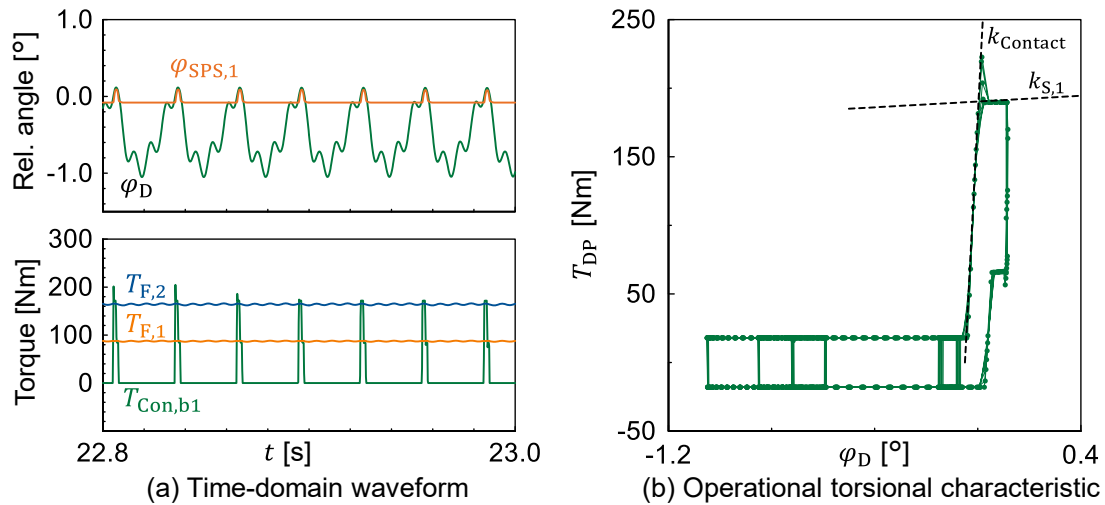 1.0
0.0
-1.0
Rel. angle [°]
φSPS,1
φD
300
200
100
0
Torque [Nm]
TF,2
TF,1
TCon,b1
22.8
t [s]
23.0
(a) Time-domain waveform
250
150
50
-50
TDP [Nm]
kContact
kS,1
-1.2
φD [°]
0.4
(b) Operational torsional characteristic